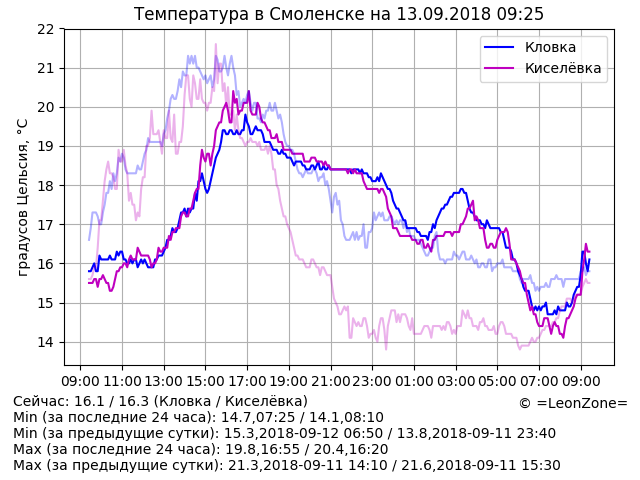 Температура в Смоленске на 13.09.2018 09:25
градусов Цельсия, °C
22
21
20
19
18
17
16
15
14
Кловка
Киселёвка
09:00 11:00 13:00 15:00 17:00 19:00 21:00 23:00 01:00 03:00 05:00 07:00 09:00
Сейчас: 16.1 / 16.3 (Кловка / Киселёвка)
© =LeonZone=
Min (за последние 24 часа): 14.7,07:25 / 14.1,08:10
Min (за предыдущие сутки): 15.3,2018-09-12 06:50 / 13.8,2018-09-11 23:40
Max (за последние 24 часа): 19.8,16:55 / 20.4,16:20
Max (за предыдущие сутки): 21.3,2018-09-11 14:10 / 21.6,2018-09-11 15:30